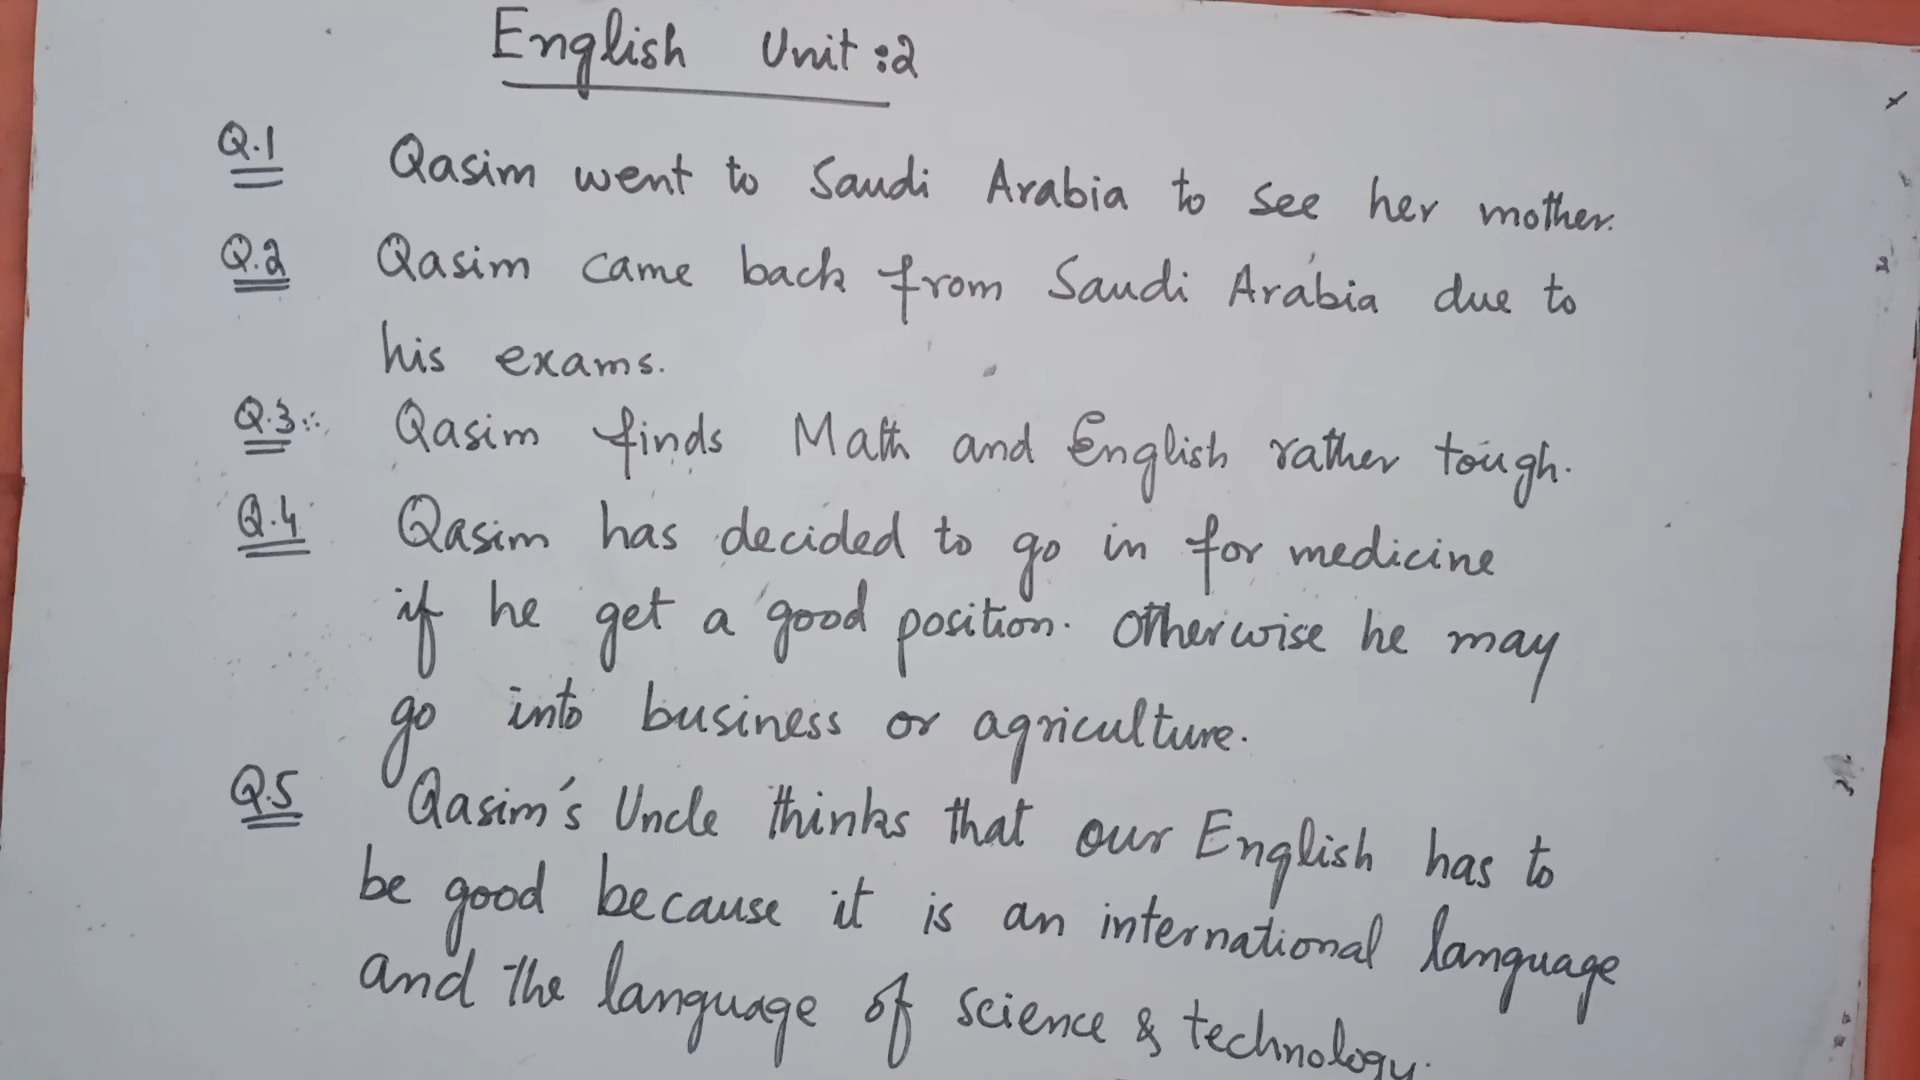 English Unit:2
Q.1 Qasim went to Saudi Arabia to see her mother.
Q.2 Qasim came back from Saudi Arabia due to
his exams.
Q.3 Qasim finds Math and English rather tough.
Q.4 Qasim has decided to go in for medicine
if he get a good position. Otherwise he may
go into business or agriculture.
Q.5 Qasim's Uncle thinks that our English has to
be good because it is an international language
and the language of science & technology.